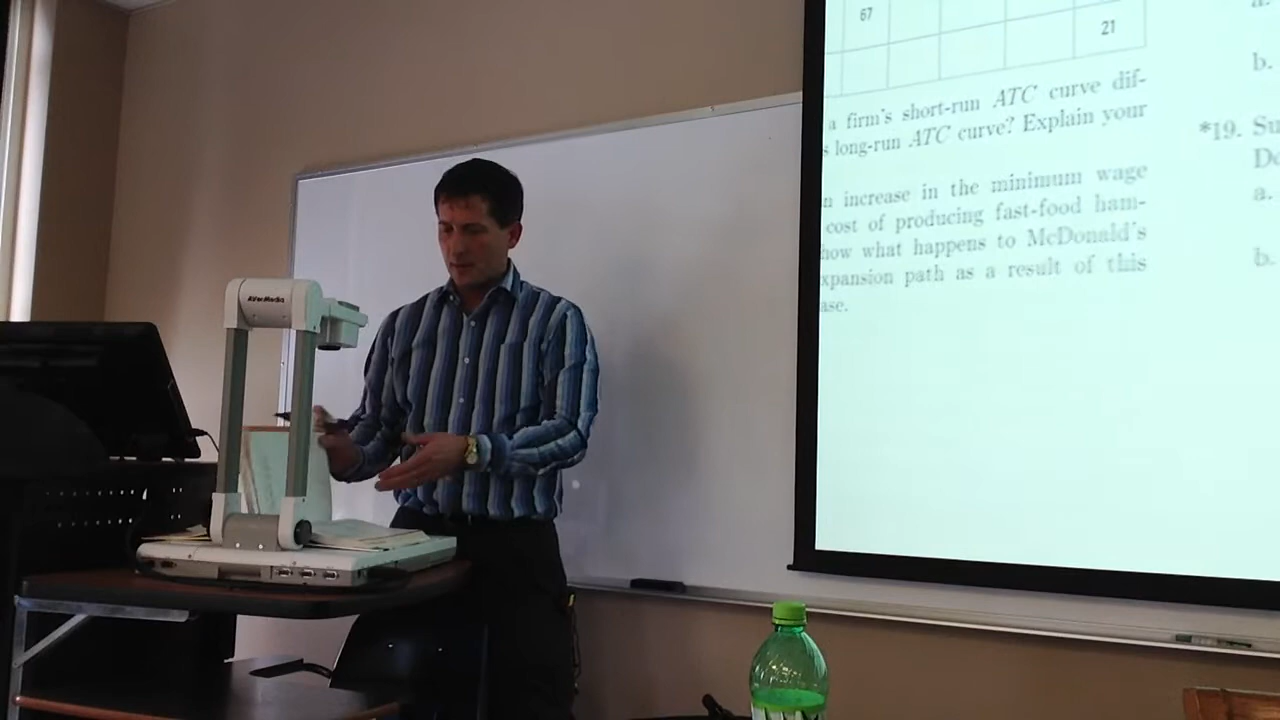 AVerMedia
67
21
a firm's short-run ATC curve dif-
s long-run ATC curve? Explain your
n increase in the minimum wage
cost of producing fast-food ham-
how what happens to McDonald's
xpansion path as a result of this
ase.
a.
b.
*19. Su
De
a.
b.